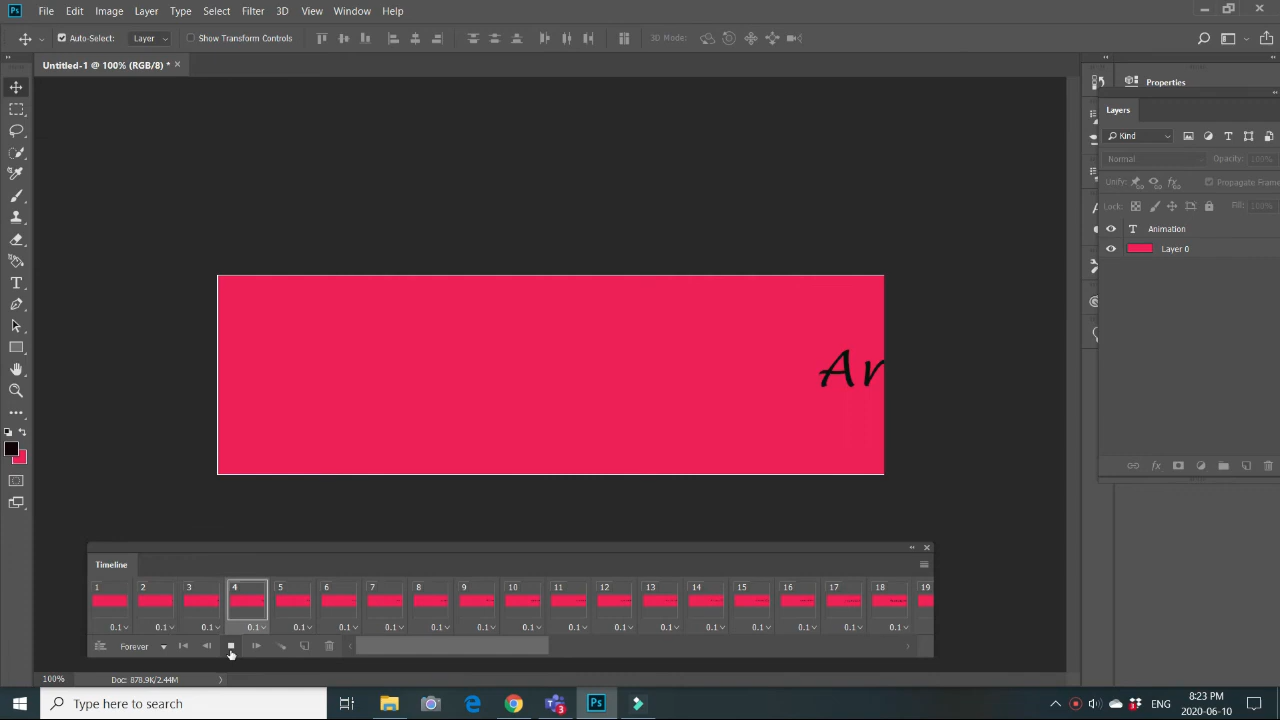 Ps File Edit Image Layer Type Select Filter 3D View Window Help
Auto-Select: Layer Show Transform Controls 3D Mode:
Untitled-1 @ 100% (RGB/8) * ×
Properties
Layers
Kind
Normal Opacity: 100%
Unify: Propagate Frame
Lock: Fill: 100%
T Animation
Layer 0
An
Timeline
1 2 3 4 5 6 7 8 9 10 11 12 13 14 15 16 17 18 19
0.1 0.1 0.1 0.1 0.1 0.1 0.1 0.1 0.1 0.1 0.1 0.1 0.1 0.1 0.1 0.1 0.1 0.1
Forever
100% Doc: 878.9K/2.44M
Type here to search
3
Ps
ENG
8:23 PM
2020-06-10